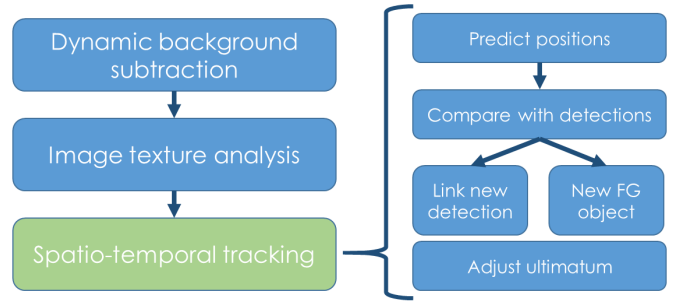 Dynamic background
subtraction
Image texture analysis
Spatio-temporal tracking
Predict positions
Compare with detections
Link new
detection
New FG
object
Adjust ultimatum